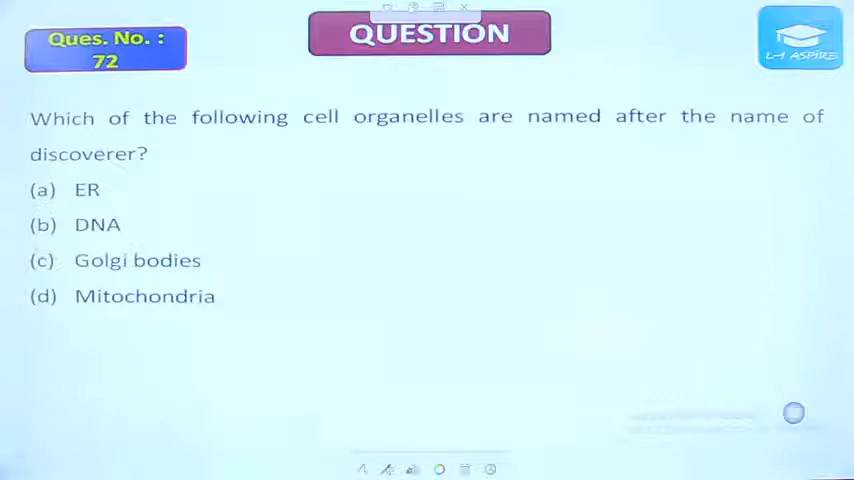 Ques. No. :
72
QUESTION
LH ASPIRE
Which of the following cell organelles are named after the name of
discoverer?
(a) ER
(b) DNA
(c) Golgi bodies
(d) Mitochondria